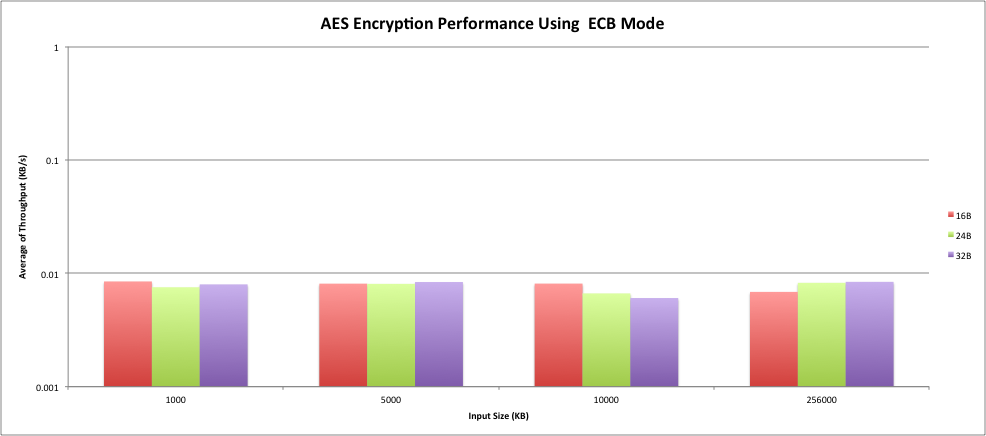 AES Encryption Performance Using ECB Mode
1
0.1
0.01
0.001
Average of Throughput (KB/s)
1000
5000
10000
256000
Input Size (KB)
16B
24B
32B